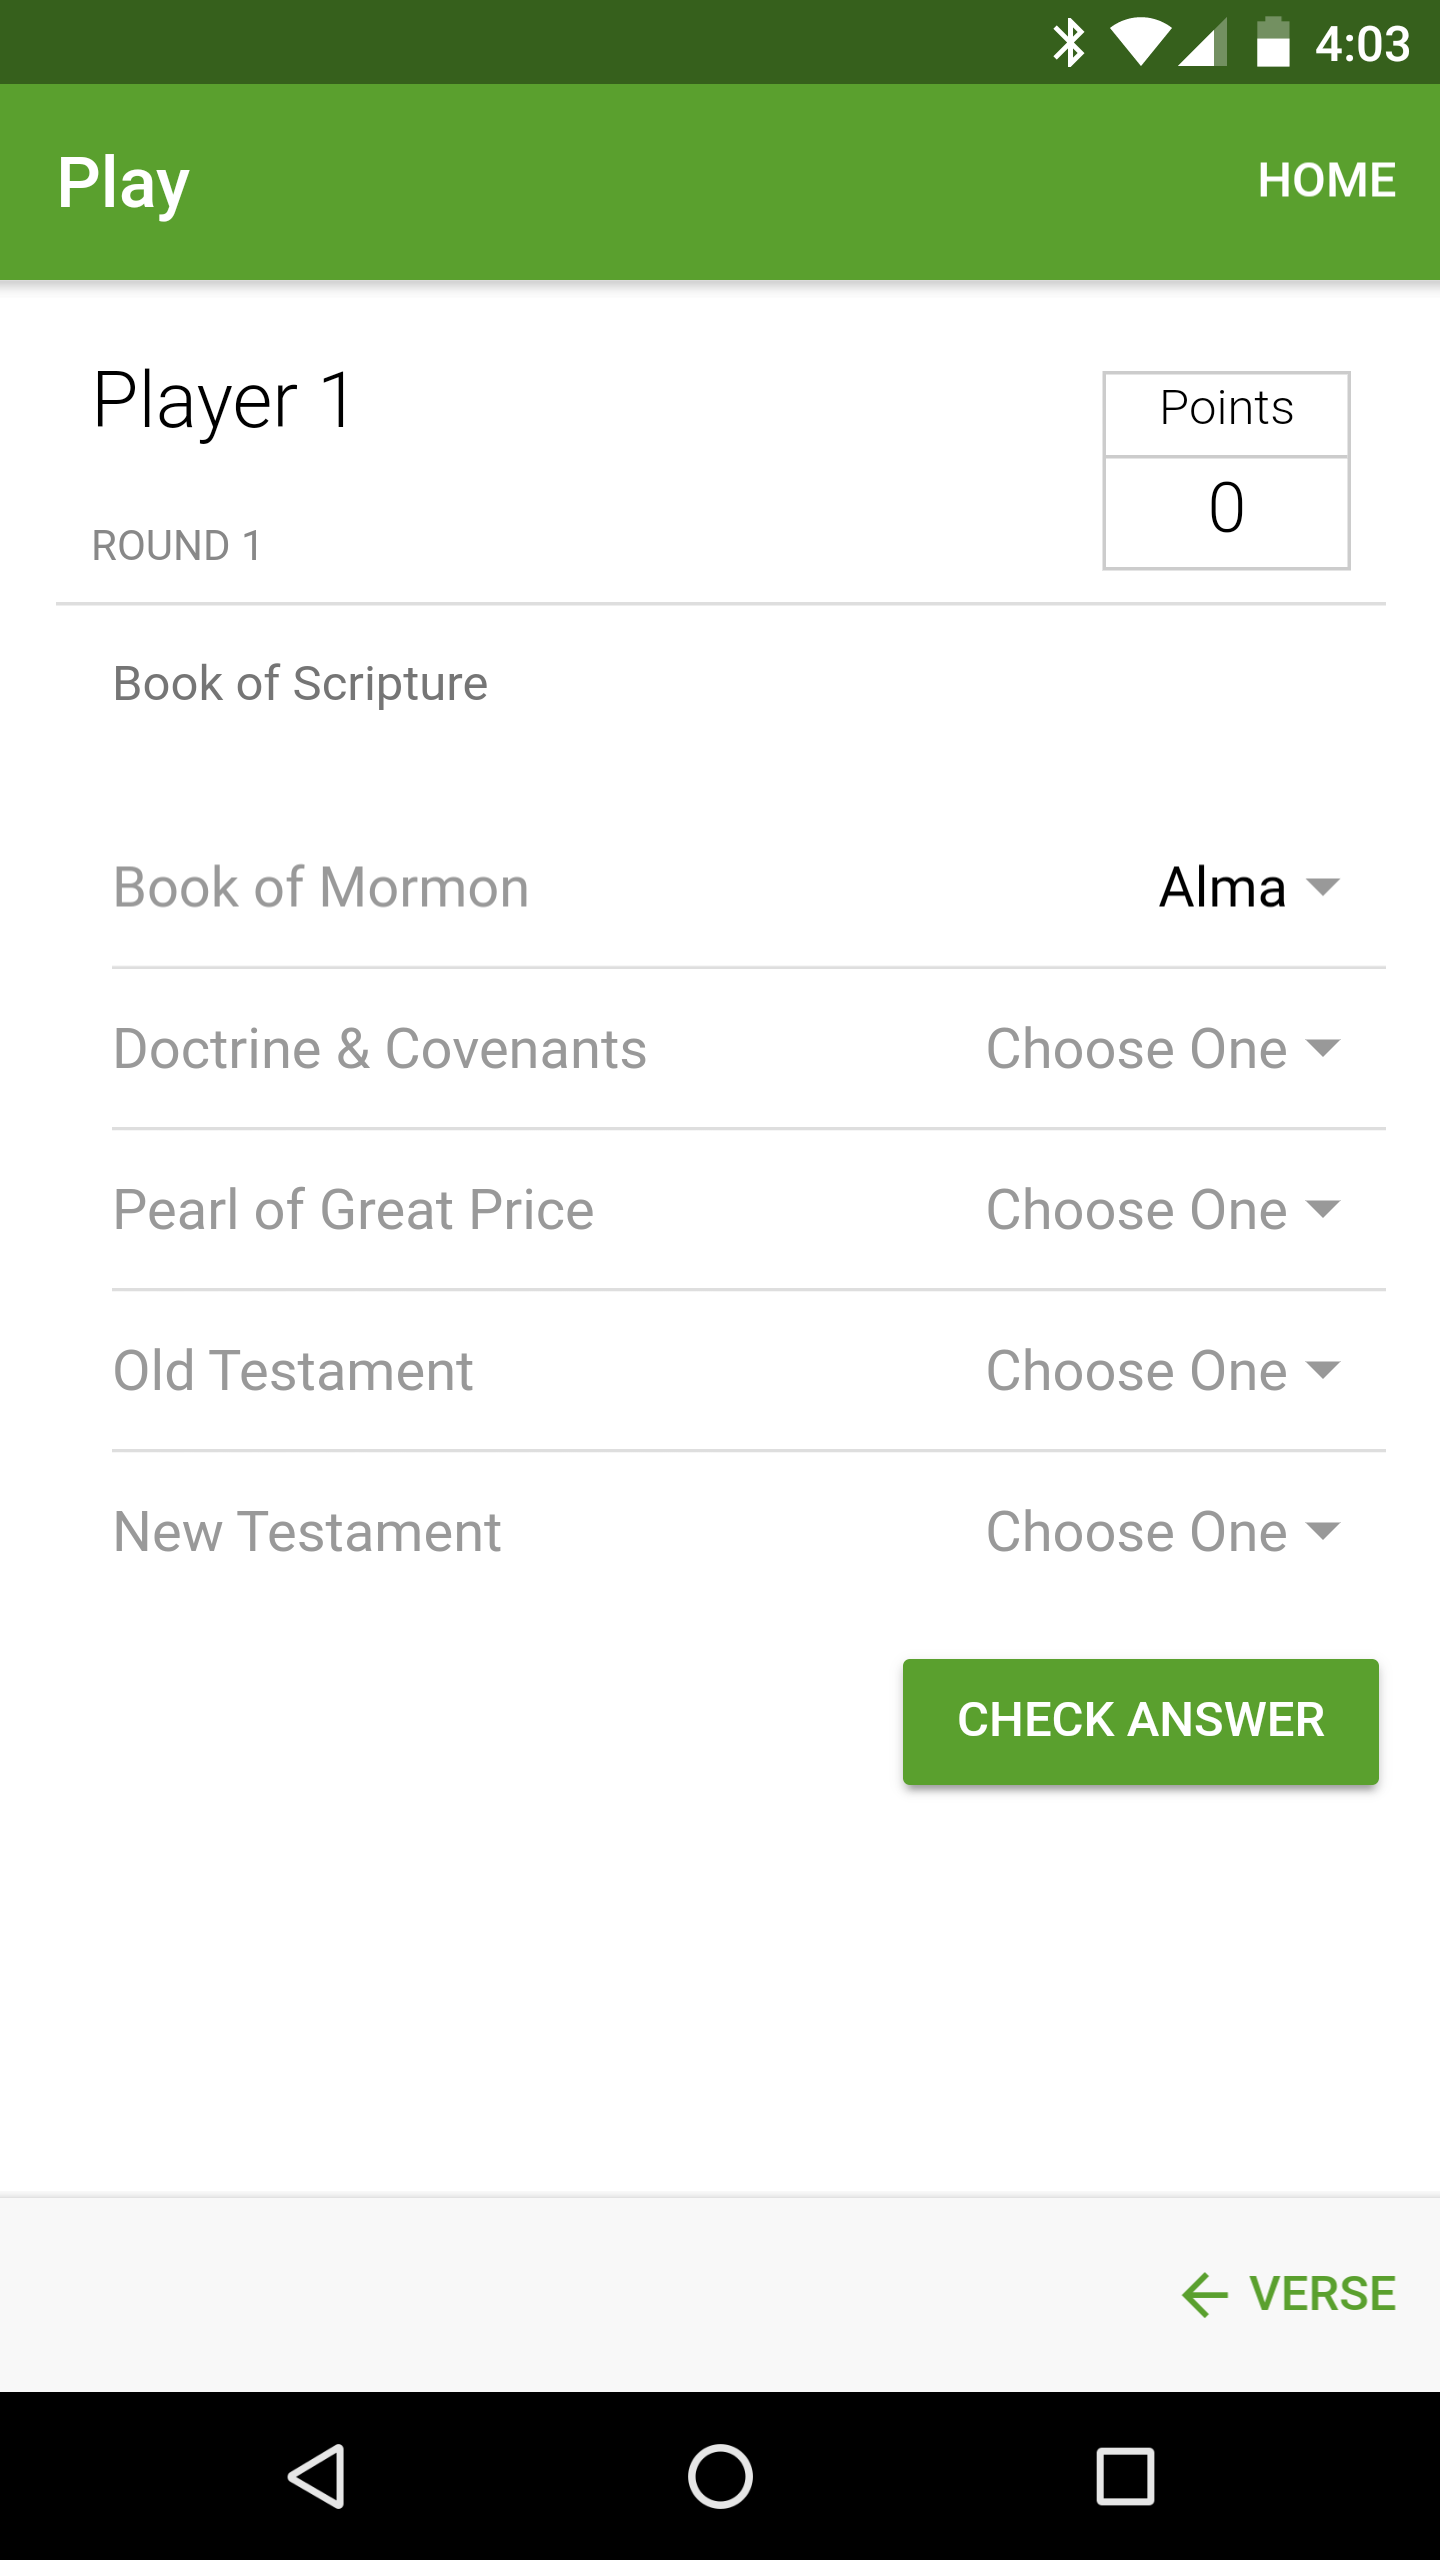 4:03
Play
HOME
Player 1
Points
0
ROUND 1
Book of Scripture
Book of Mormon Alma
Doctrine & Covenants Choose One
Pearl of Great Price Choose One
Old Testament Choose One
New Testament Choose One
CHECK ANSWER
VERSE